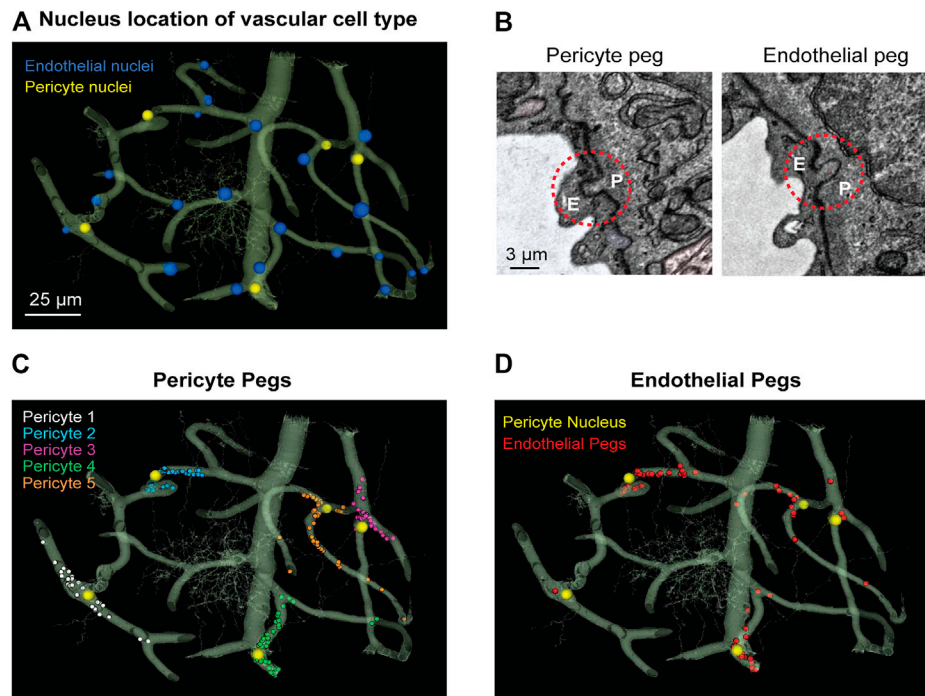 A Nucleus location of vascular cell type
Endothelial nuclei
Pericyte nuclei
25 µm
B
Pericyte peg
Endothelial peg
E
P
E
P
3 µm
C
Pericyte Pegs
Pericyte 1
Pericyte 2
Pericyte 3
Pericyte 4
Pericyte 5
D
Endothelial Pegs
Pericyte Nucleus
Endothelial Pegs